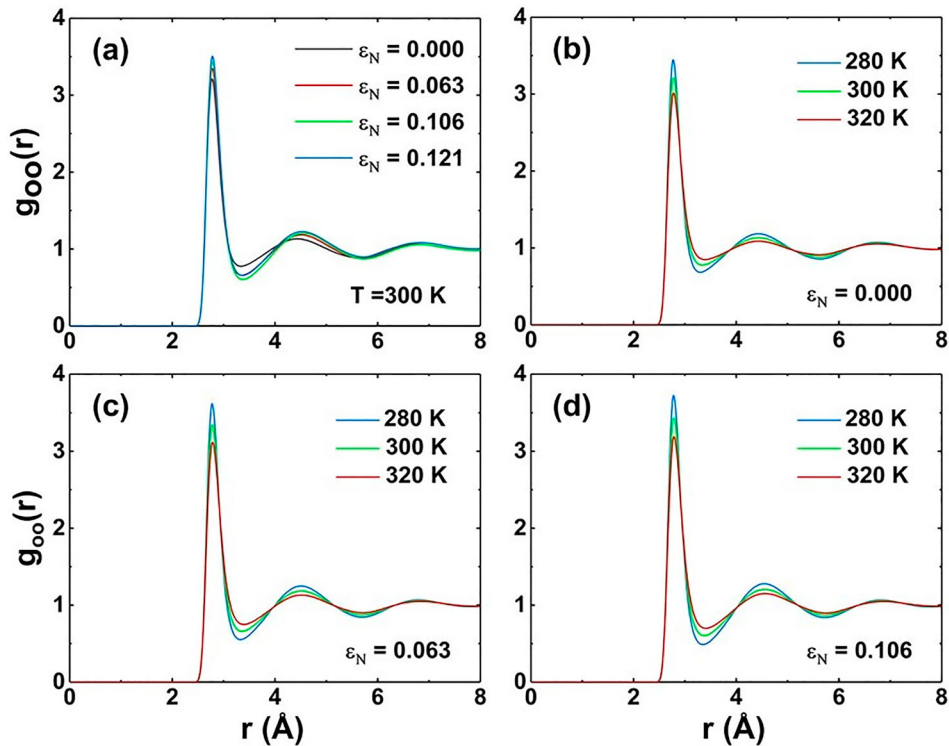 (a)
ε_N = 0.000
ε_N = 0.063
ε_N = 0.106
ε_N = 0.121
T =300 K
g_OO(r)
4
3
2
1
0
0 2 4 6 8
(b)
280 K
300 K
320 K
ε_N = 0.000
4
3
2
1
0
0 2 4 6 8
(c)
280 K
300 K
320 K
ε_N = 0.063
g_oo(r)
4
3
2
1
0
0 2 4 6 8
r (Å)
(d)
280 K
300 K
320 K
ε_N = 0.106
4
3
2
1
0
0 2 4 6 8
r (Å)